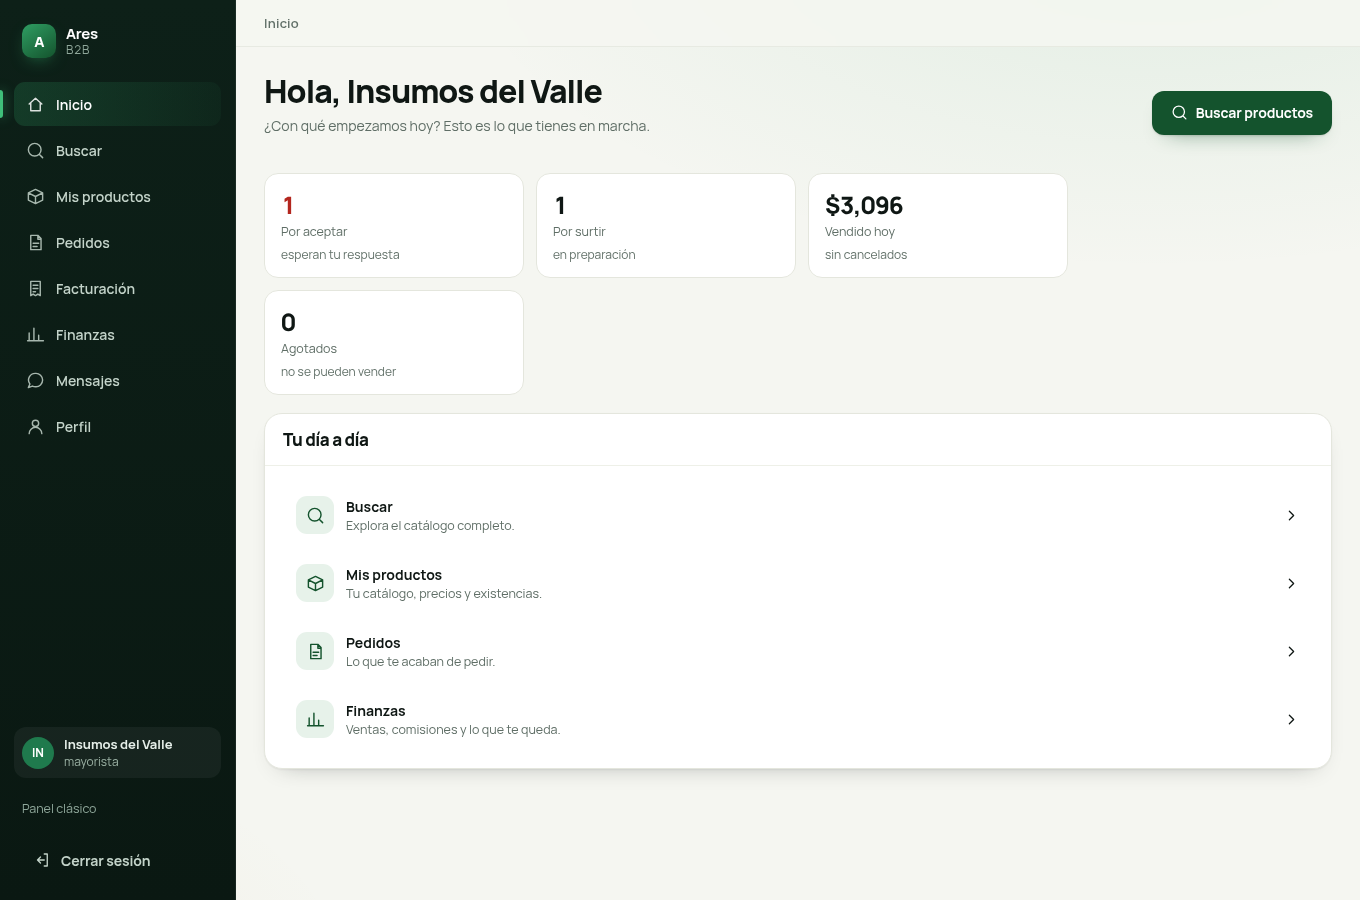 A
Ares
B2B
Inicio
Buscar
Mis productos
Pedidos
Facturación
Finanzas
Mensajes
Perfil
IN
Insumos del Valle
mayorista
Panel clásico
Cerrar sesión
Inicio
Hola, Insumos del Valle
¿Con qué empezamos hoy? Esto es lo que tienes en marcha.
Buscar productos
1
Por aceptar
esperan tu respuesta
1
Por surtir
en preparación
$3,096
Vendido hoy
sin cancelados
0
Agotados
no se pueden vender
Tu día a día
Buscar
Explora el catálogo completo.
Mis productos
Tu catálogo, precios y existencias.
Pedidos
Lo que te acaban de pedir.
Finanzas
Ventas, comisiones y lo que te queda.